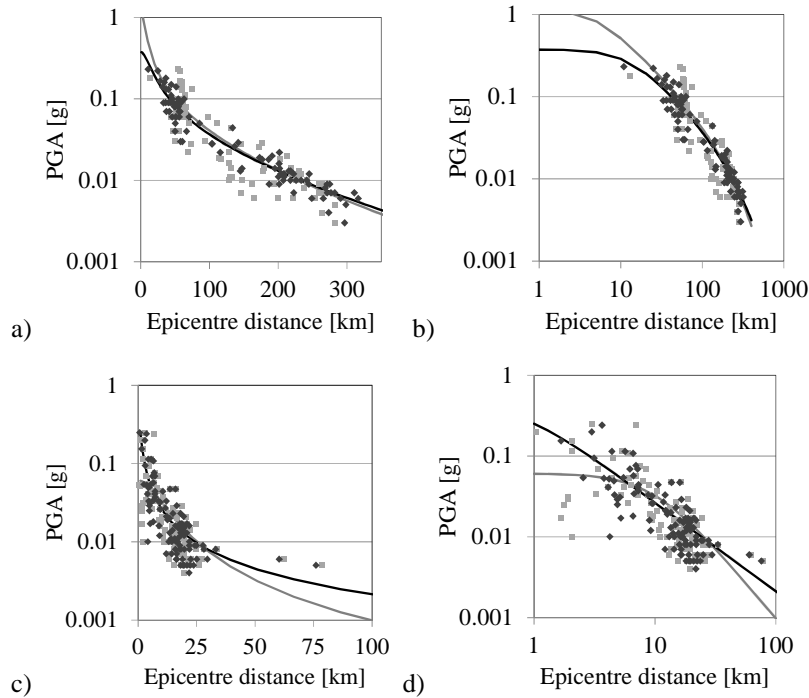 1
1
PGA [g]
0.1
0.1
PGA [g]
0.01
0.01
0.001
0.001
0
100
200
300
1
10
100
1000
a)
Epicentre distance [km]
b)
Epicentre distance [km]
1
1
PGA [g]
0.1
0.1
PGA [g]
0.01
0.01
0.001
0.001
0
25
50
75
100
1
10
100
c)
Epicentre distance [km]
d)
Epicentre distance [km]